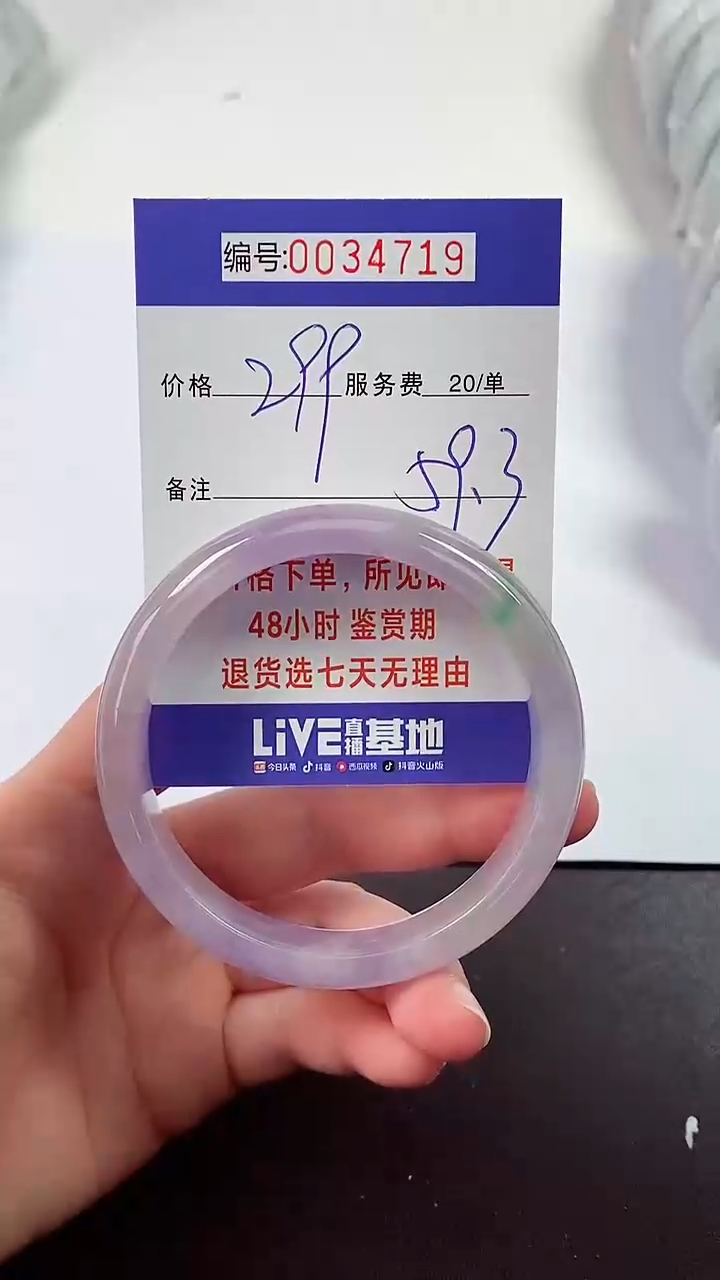 编号:0034719
价格 299 服务费 20/单
备注 59.3
格下单，所见即
48小时 鉴赏期
退货选七天无理由
LiVE直播基地
头条 今日头条 抖音 西瓜视频 抖音火山版